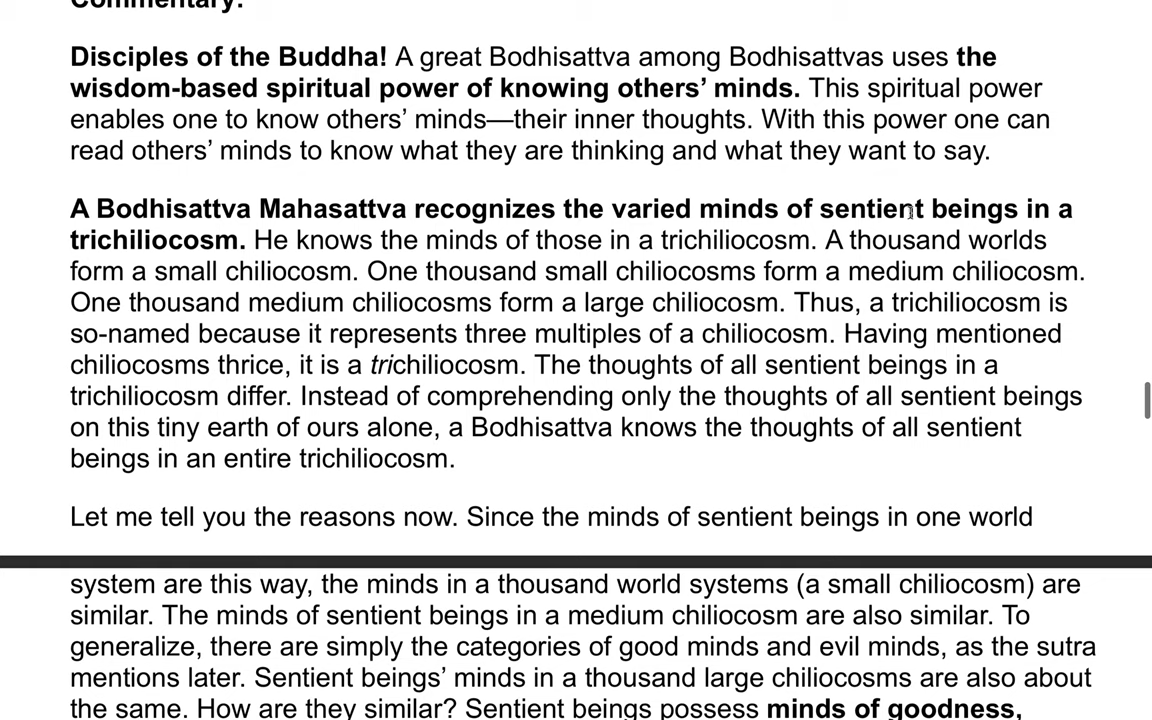 Commentary:
Disciples of the Buddha! A great Bodhisattva among Bodhisattvas uses the
wisdom-based spiritual power of knowing others’ minds. This spiritual power
enables one to know others’ minds—their inner thoughts. With this power one can
read others’ minds to know what they are thinking and what they want to say.
A Bodhisattva Mahasattva recognizes the varied minds of sentient beings in a
trichiliocosm. He knows the minds of those in a trichiliocosm. A thousand worlds
form a small chiliocosm. One thousand small chiliocosms form a medium chiliocosm.
One thousand medium chiliocosms form a large chiliocosm. Thus, a trichiliocosm is
so-named because it represents three multiples of a chiliocosm. Having mentioned
chiliocosms thrice, it is a trichiliocosm. The thoughts of all sentient beings in a
trichiliocosm differ. Instead of comprehending only the thoughts of all sentient beings
on this tiny earth of ours alone, a Bodhisattva knows the thoughts of all sentient
beings in an entire trichiliocosm.
Let me tell you the reasons now. Since the minds of sentient beings in one world
system are this way, the minds in a thousand world systems (a small chiliocosm) are
similar. The minds of sentient beings in a medium chiliocosm are also similar. To
generalize, there are simply the categories of good minds and evil minds, as the sutra
mentions later. Sentient beings’ minds in a thousand large chiliocosms are also about
the same. How are they similar? Sentient beings possess minds of goodness,